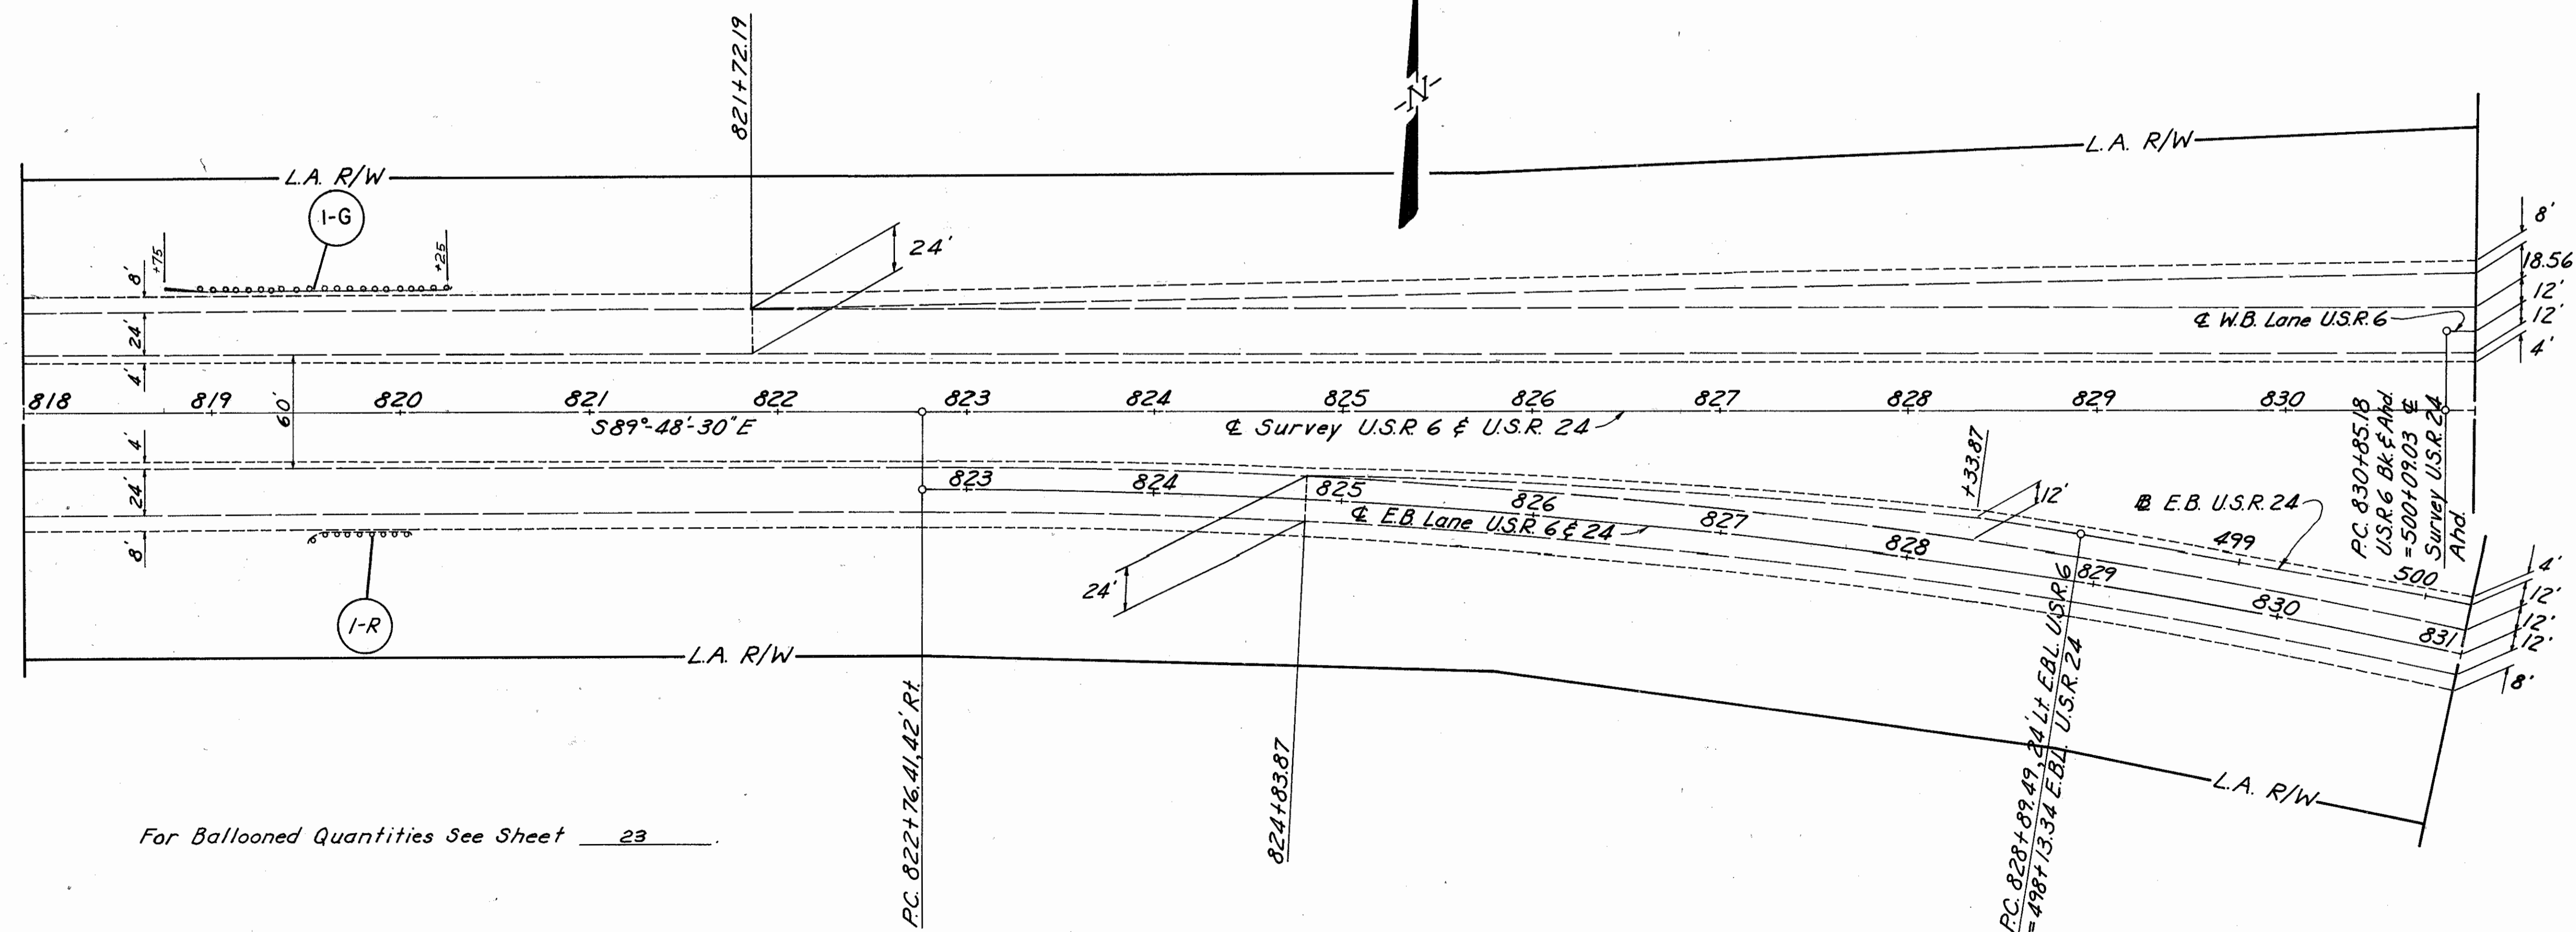 821+72.19
N
L.A. R/W
L.A. R/W
1-G
8'
+75
+25
24'
8'
18.56
12'
12'
4'
24'
4'
℄ W.B. Lane U.S.R. 6
818 819 820 821 822 823 824 825 826 827 828 829 830
60'
S89°-48'-30"E
℄ Survey U.S.R. 6 & U.S.R. 24
P.C. 830+85.18
U.S.R. 6 Bk. & Ahd.
=500+09.03 ℄
Survey U.S.R. 24
Ahd.
4'
24'
8'
823 824 825 826 827 828 829 830 831
℄ E.B. Lane U.S.R. 6 & 24
+33.87
12'
E.B. U.S.R. 24
499
500
24'
4'
12'
12'
12'
8'
1-R
L.A. R/W
L.A. R/W
P.C. 822+76.41, 42' Rt.
824+83.87
P.C. 828+89.49, 24' Lt. E.B.L. U.S.R. 6
=498+13.34 E.B.L. U.S.R. 24
For Ballooned Quantities See Sheet 23.